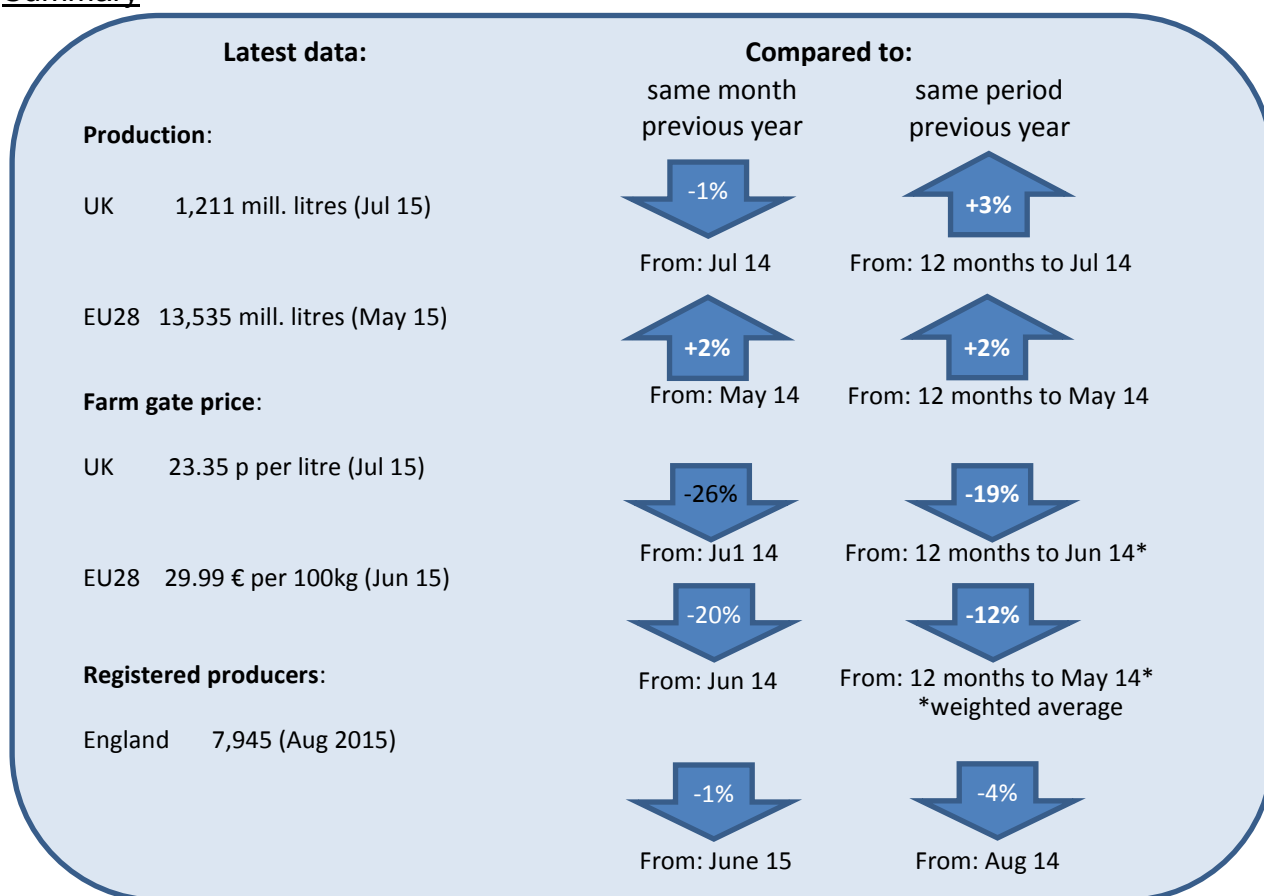 Summary
Latest data:
Compared to:
same month
previous year
same period
previous year
Production:
UK 1,211 mill. litres (Jul 15)
-1%
+3%
From: Jul 14
From: 12 months to Jul 14
EU28 13,535 mill. litres (May 15)
+2%
+2%
From: May 14
From: 12 months to May 14
Farm gate price:
UK 23.35 p per litre (Jul 15)
-26%
-19%
From: Ju1 14
From: 12 months to Jun 14*
EU28 29.99 € per 100kg (Jun 15)
-20%
-12%
From: Jun 14
From: 12 months to May 14*
*weighted average
Registered producers:
England 7,945 (Aug 2015)
-1%
-4%
From: June 15
From: Aug 14